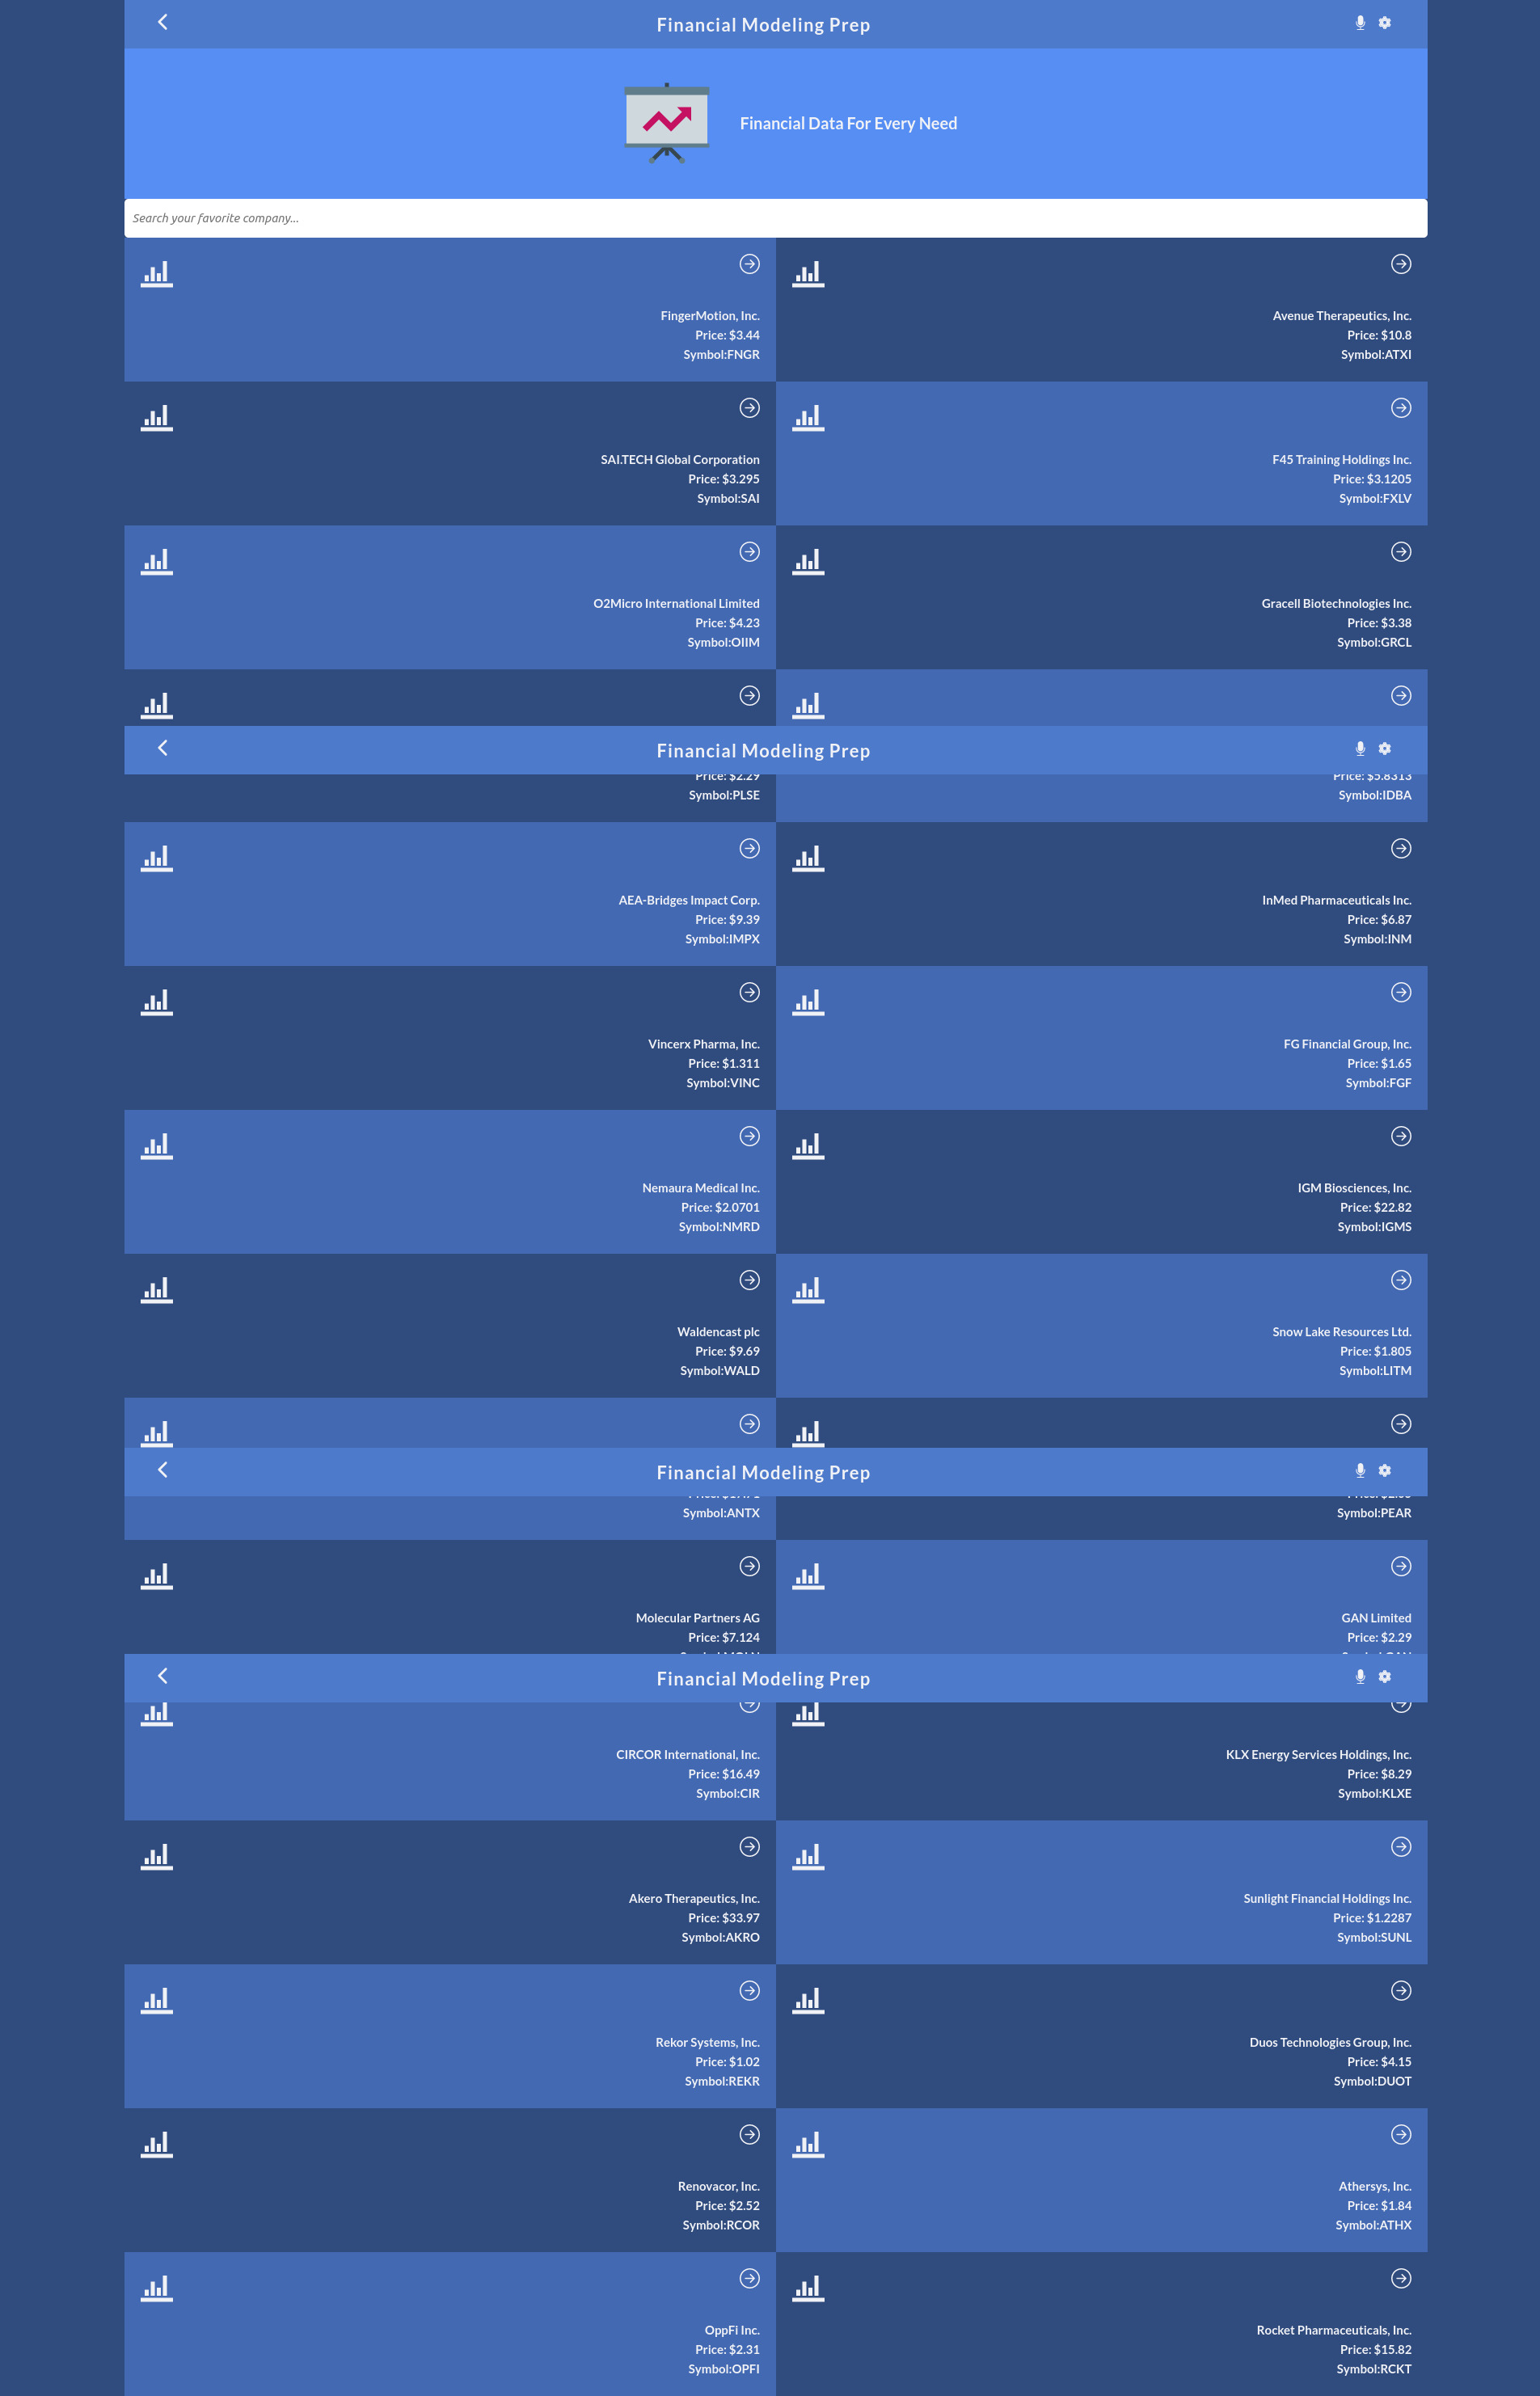 Financial Modeling Prep
Financial Data For Every Need
Search your favorite company...
FingerMotion, Inc.
Price: $3.44
Symbol:FNGR
Avenue Therapeutics, Inc.
Price: $10.8
Symbol:ATXI
SAI.TECH Global Corporation
Price: $3.295
Symbol:SAI
F45 Training Holdings Inc.
Price: $3.1205
Symbol:FXLV
O2Micro International Limited
Price: $4.23
Symbol:OIIM
Gracell Biotechnologies Inc.
Price: $3.38
Symbol:GRCL
Financial Modeling Prep
Price: $2.29
Symbol:PLSE
Price: $5.8313
Symbol:IDBA
AEA-Bridges Impact Corp.
Price: $9.39
Symbol:IMPX
InMed Pharmaceuticals Inc.
Price: $6.87
Symbol:INM
Vincerx Pharma, Inc.
Price: $1.311
Symbol:VINC
FG Financial Group, Inc.
Price: $1.65
Symbol:FGF
Nemaura Medical Inc.
Price: $2.0701
Symbol:NMRD
IGM Biosciences, Inc.
Price: $22.82
Symbol:IGMS
Waldencast plc
Price: $9.69
Symbol:WALD
Snow Lake Resources Ltd.
Price: $1.805
Symbol:LITM
Financial Modeling Prep
Symbol:ANTX
Symbol:PEAR
Molecular Partners AG
Price: $7.124
GAN Limited
Price: $2.29
Financial Modeling Prep
CIRCOR International, Inc.
Price: $16.49
Symbol:CIR
KLX Energy Services Holdings, Inc.
Price: $8.29
Symbol:KLXE
Akero Therapeutics, Inc.
Price: $33.97
Symbol:AKRO
Sunlight Financial Holdings Inc.
Price: $1.2287
Symbol:SUNL
Rekor Systems, Inc.
Price: $1.02
Symbol:REKR
Duos Technologies Group, Inc.
Price: $4.15
Symbol:DUOT
Renovacor, Inc.
Price: $2.52
Symbol:RCOR
Athersys, Inc.
Price: $1.84
Symbol:ATHX
OppFi Inc.
Price: $2.31
Symbol:OPFI
Rocket Pharmaceuticals, Inc.
Price: $15.82
Symbol:RCKT